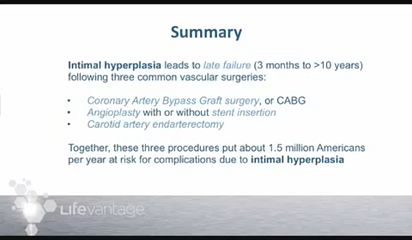 Summary
Intimal hyperplasia leads to late failure (3 months to >10 years)
following three common vascular surgeries:
• Coronary Artery Bypass Graft surgery, or CABG
• Angioplasty with or without stent insertion
• Carotid artery endarterectomy
Together, these three procedures put about 1.5 million Americans
per year at risk for complications due to intimal hyperplasia
Lifevantage